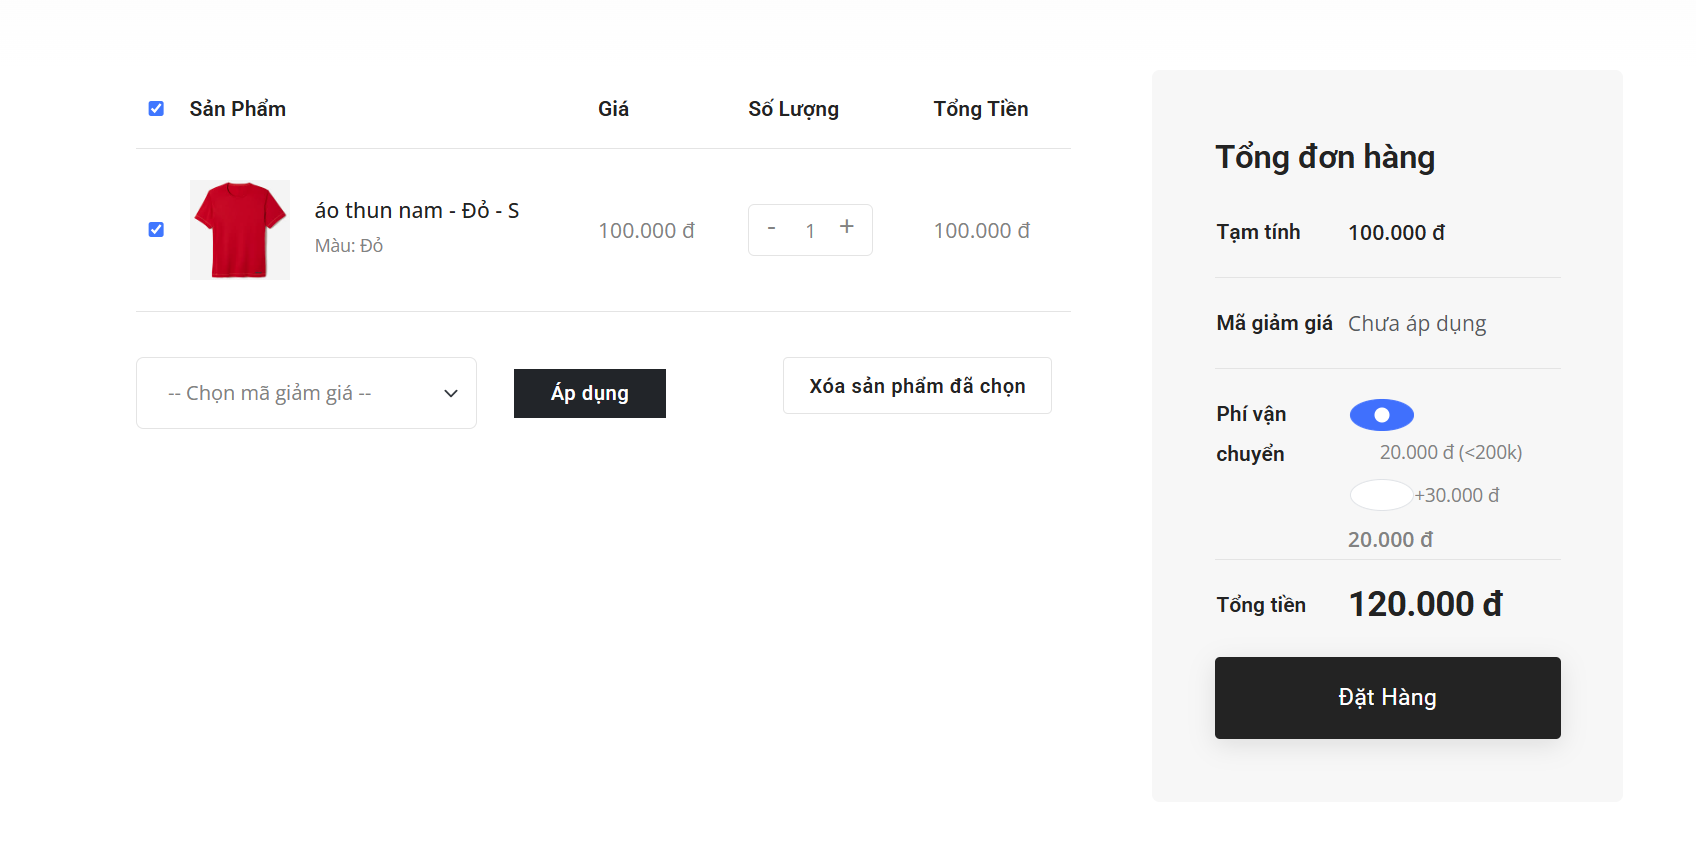 Sản Phẩm Giá Số Lượng Tổng Tiền
áo thun nam - Đỏ - S
Màu: Đỏ
100.000 đ - 1 + 100.000 đ
-- Chọn mã giảm giá -- Áp dụng Xóa sản phẩm đã chọn
Tổng đơn hàng
Tạm tính 100.000 đ
Mã giảm giá Chưa áp dụng
Phí vận
chuyển
20.000 đ (<200k)
+30.000 đ
20.000 đ
Tổng tiền 120.000 đ
Đặt Hàng